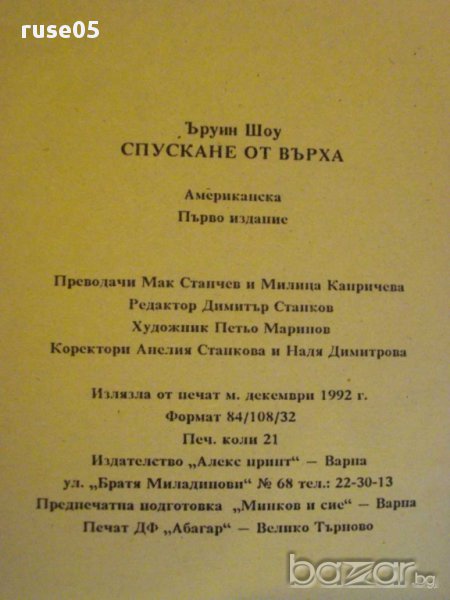 ruse05
Ъруин Шоу
СПУСКАНЕ ОТ ВЪРХА
Американска
Първо издание
Преводачи Мак Станчев и Милица Капричева
Редактор Димитър Станков
Художник Петьо Маринов
Коректори Анелия Станкова и Надя Димитрова
Излязла от печат м. декември 1992 г.
Формат 84/108/32
Печ. коли 21
Издателство „Алекс принт“ – Варна
ул. „Братя Миладинови“ № 68 тел.: 22-30-13
Предпечатна подготовка „Минков и сие“ – Варна
Печат ДФ „Абагар“ – Велико Търново
bazar.bg